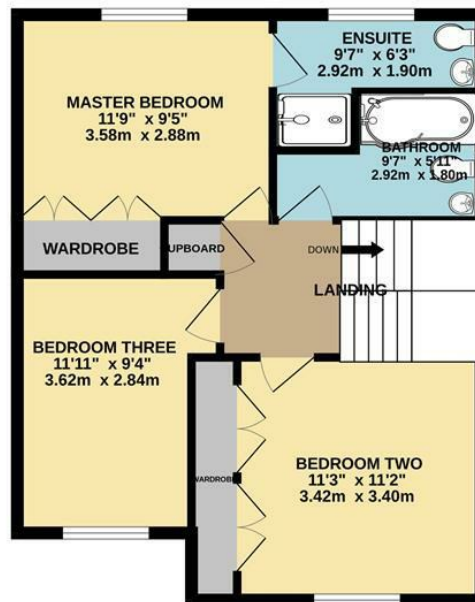 ENSUITE
9'7" x 6'3"
2.92m x 1.90m
MASTER BEDROOM
11'9" x 9'5"
3.58m x 2.88m
BATHROOM
9'7" x 5'11"
2.92m x 1.80m
WARDROBE
UPBOARD
DOWN
LANDING
BEDROOM THREE
11'11" x 9'4"
3.62m x 2.84m
WARDROBE
BEDROOM TWO
11'3" x 11'2"
3.42m x 3.40m